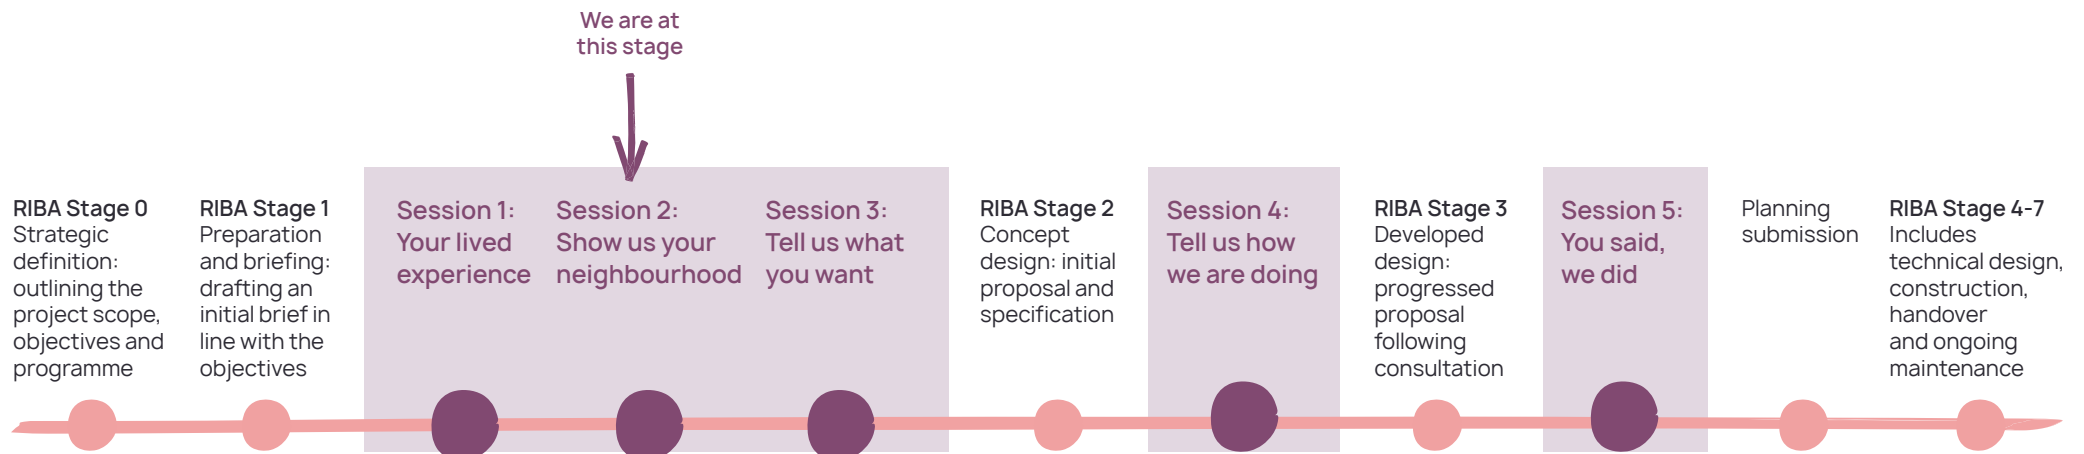 We are at
this stage
RIBA Stage 0
Strategic
definition:
outlining the
project scope,
objectives and
programme
RIBA Stage 1
Preparation
and briefing:
drafting an
initial brief in
line with the
objectives
Session 1:
Your lived
experience
Session 2:
Show us your
neighbourhood
Session 3:
Tell us what
you want
RIBA Stage 2
Concept
design: initial
proposal and
specification
Session 4:
Tell us how
we are doing
RIBA Stage 3
Developed
design:
progressed
proposal
following
consultation
Session 5:
You said,
we did
Planning
submission
RIBA Stage 4-7
Includes
technical design,
construction,
handover
and ongoing
maintenance